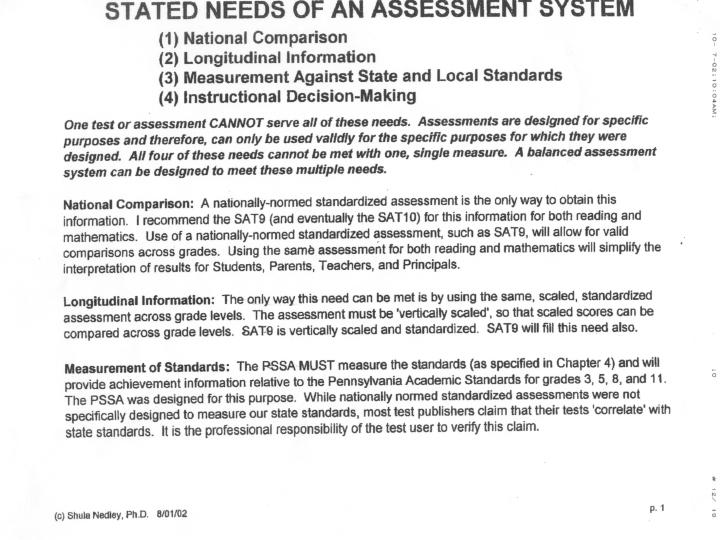 STATED NEEDS OF AN ASSESSMENT SYSTEM
(1) National Comparison
(2) Longitudinal Information
(3) Measurement Against State and Local Standards
(4) Instructional Decision-Making
One test or assessment CANNOT serve all of these needs. Assessments are designed for specific
purposes and therefore, can only be used validly for the specific purposes for which they were
designed. All four of these needs cannot be met with one, single measure. A balanced assessment
system can be designed to meet these multiple needs.
National Comparison: A nationally-normed standardized assessment is the only way to obtain this
information. I recommend the SAT9 (and eventually the SAT10) for this information for both reading and
mathematics. Use of a nationally-normed standardized assessment, such as SAT9, will allow for valid
comparisons across grades. Using the same assessment for both reading and mathematics will simplify the
interpretation of results for Students, Parents, Teachers, and Principals.
Longitudinal Information: The only way this need can be met is by using the same, scaled, standardized
assessment across grade levels. The assessment must be 'vertically scaled', so that scaled scores can be
compared across grade levels. SAT9 is vertically scaled and standardized. SAT9 will fill this need also.
Measurement of Standards: The PSSA MUST measure the standards (as specified in Chapter 4) and will
provide achievement information relative to the Pennsylvania Academic Standards for grades 3, 5, 8, and 11.
The PSSA was designed for this purpose. While nationally normed standardized assessments were not
specifically designed to measure our state standards, most test publishers claim that their tests 'correlate' with
state standards. It is the professional responsibility of the test user to verify this claim.
(c) Shula Nedley, Ph.D. 8/01/02
p. 1
10- 7-02;10:04AM;
# 12/